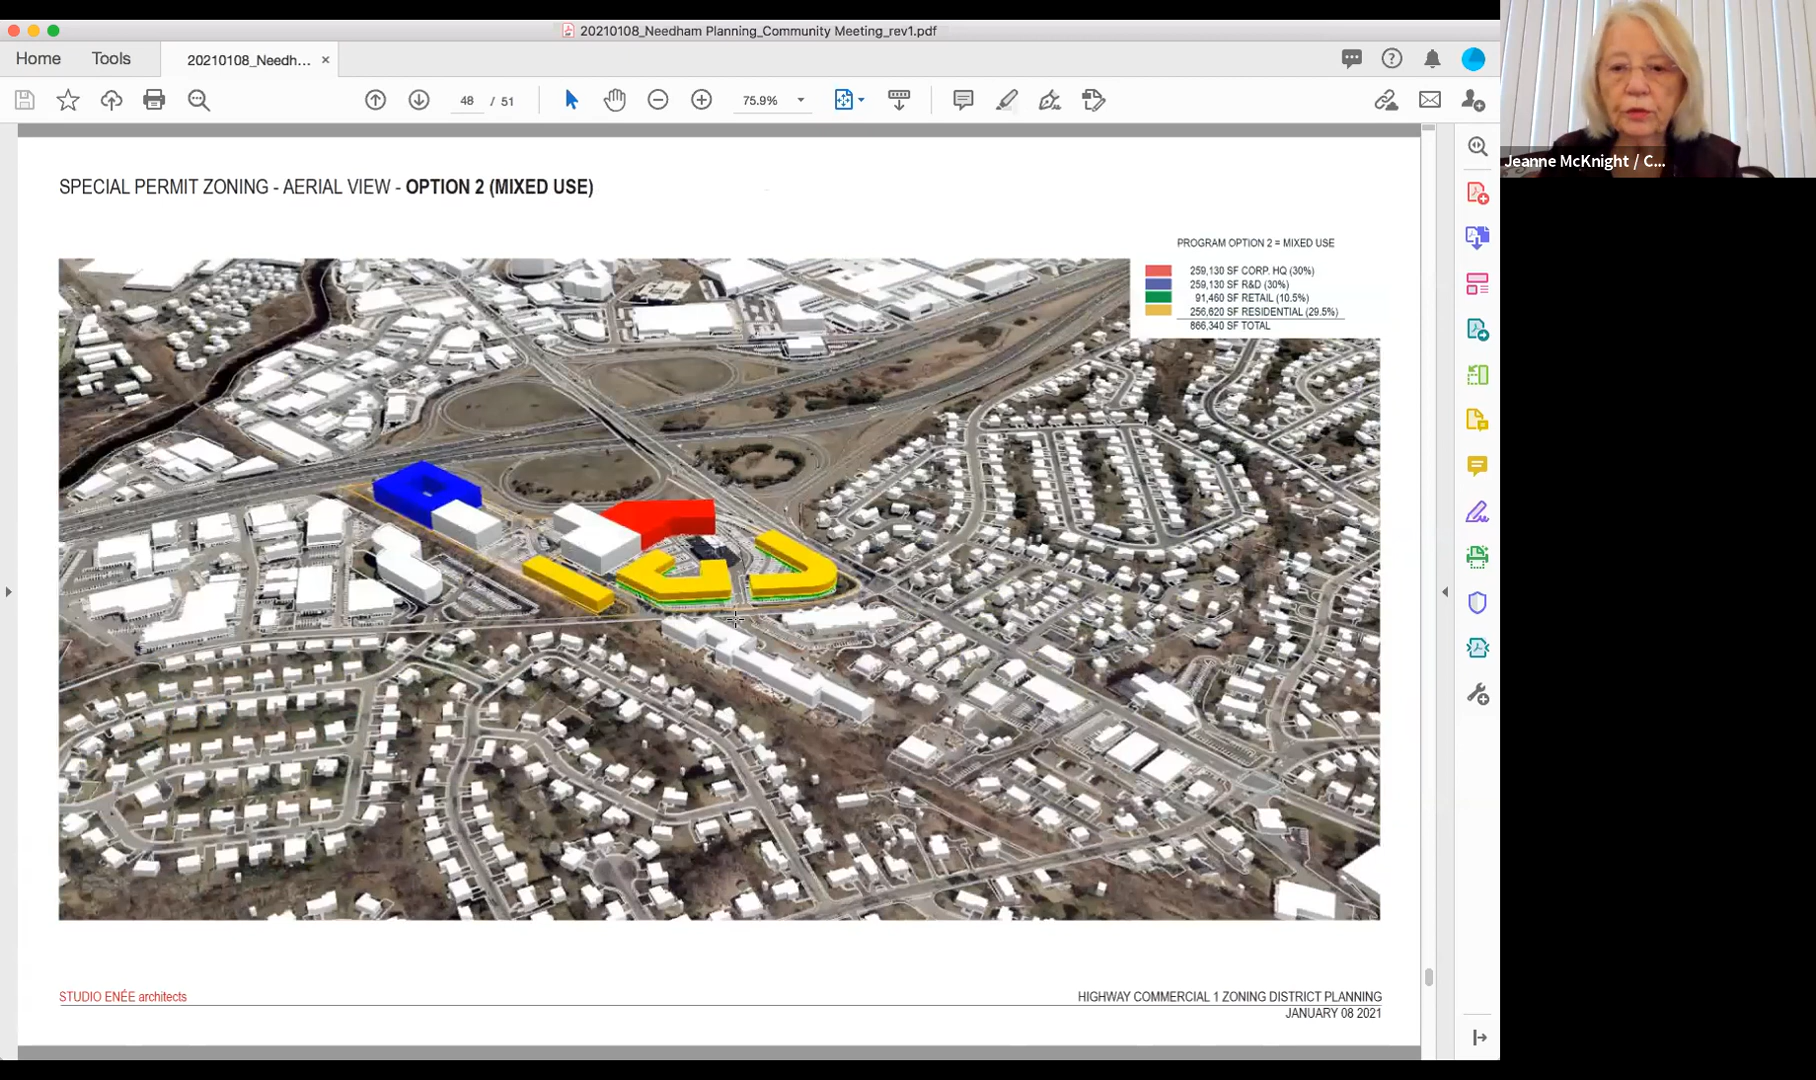 20210108_Needham Planning_Community Meeting_rev1.pdf
Home
Tools
20210108_Needh... ×
48 / 51
75.9%
Jeanne McKnight / C...
SPECIAL PERMIT ZONING - AERIAL VIEW - OPTION 2 (MIXED USE)
PROGRAM OPTION 2 = MIXED USE
259,130 SF CORP. HQ (30%)
259,130 SF R&D (30%)
91,460 SF RETAIL (10.5%)
256,620 SF RESIDENTIAL (29.5%)
866,340 SF TOTAL
STUDIO ENÉE architects
HIGHWAY COMMERCIAL 1 ZONING DISTRICT PLANNING
JANUARY 08 2021